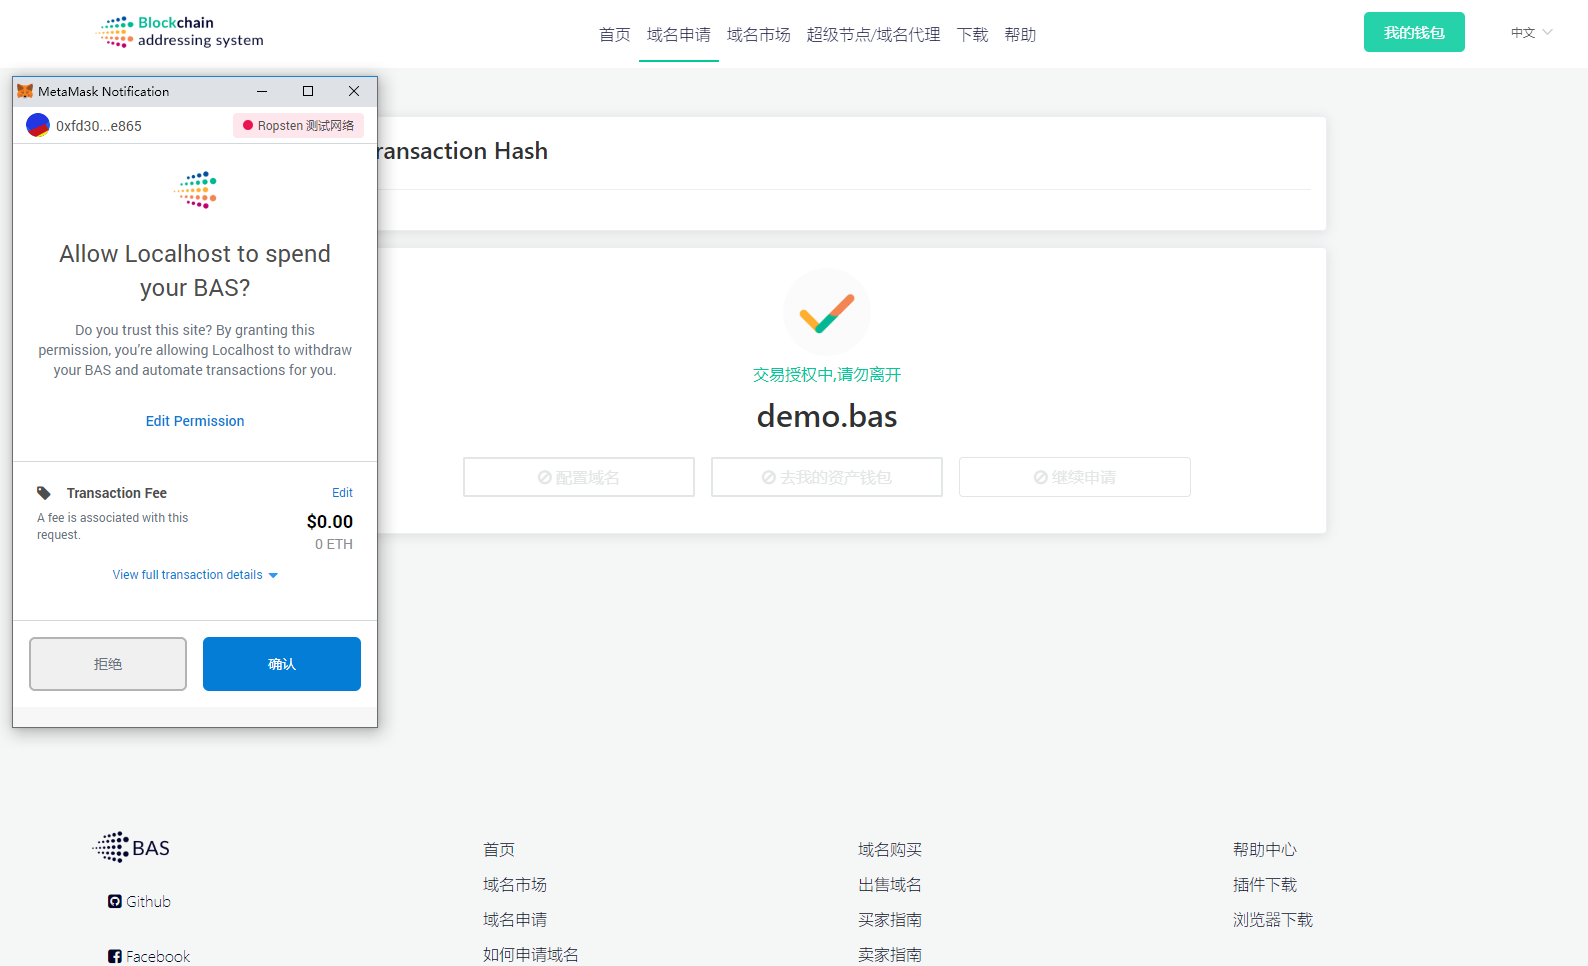 Blockchain
addressing system
首页 域名申请 域名市场 超级节点/域名代理 下载 帮助
我的钱包
中文
MetaMask Notification
0xfd30...e865
Ropsten 测试网络
Allow Localhost to spend
your BAS?
Do you trust this site? By granting this
permission, you’re allowing Localhost to withdraw
your BAS and automate transactions for you.
Edit Permission
Transaction Fee
Edit
A fee is associated with this
request.
$0.00
0 ETH
View full transaction details
拒绝
确认
ransaction Hash
交易授权中,请勿离开
demo.bas
配置域名
去我的资产钱包
继续申请
BAS
Github
Facebook
首页
域名市场
域名申请
如何申请域名
域名购买
出售域名
买家指南
卖家指南
帮助中心
插件下载
浏览器下载